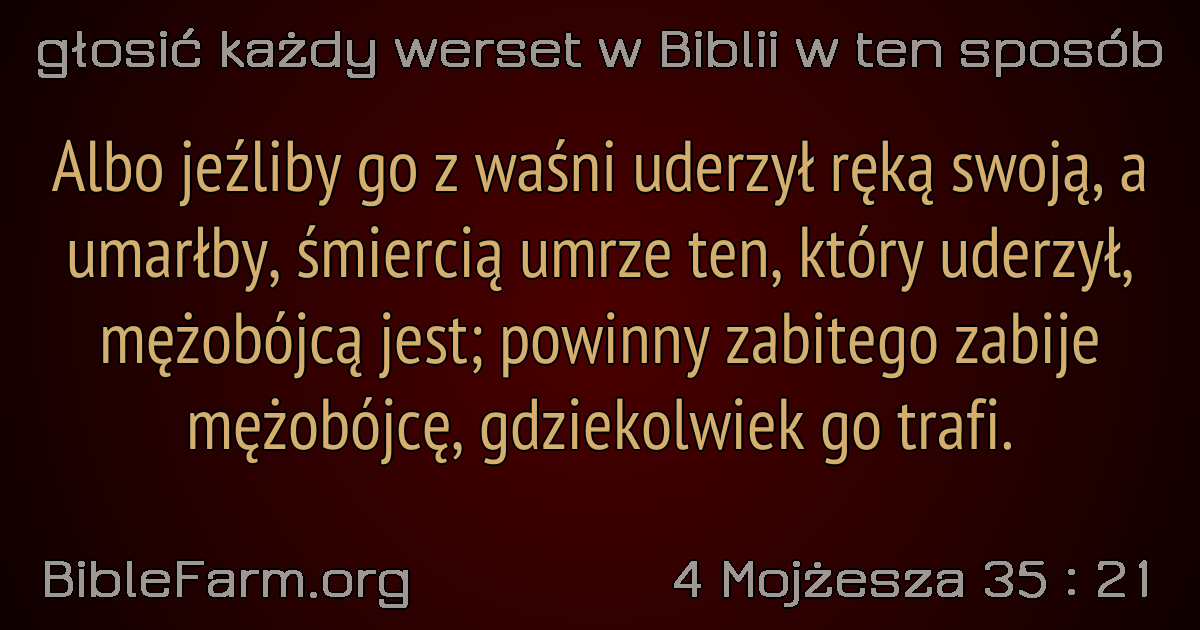 głosić każdy werset w Biblii w ten sposób
Albo jeźliby go z waśni uderzył ręką swoją, a
umarłby, śmiercią umrze ten, który uderzył,
mężobójcą jest; powinny zabitego zabije
mężobójcę, gdziekolwiek go trafi.
BibleFarm.org
4 Mojżesza 35 : 21